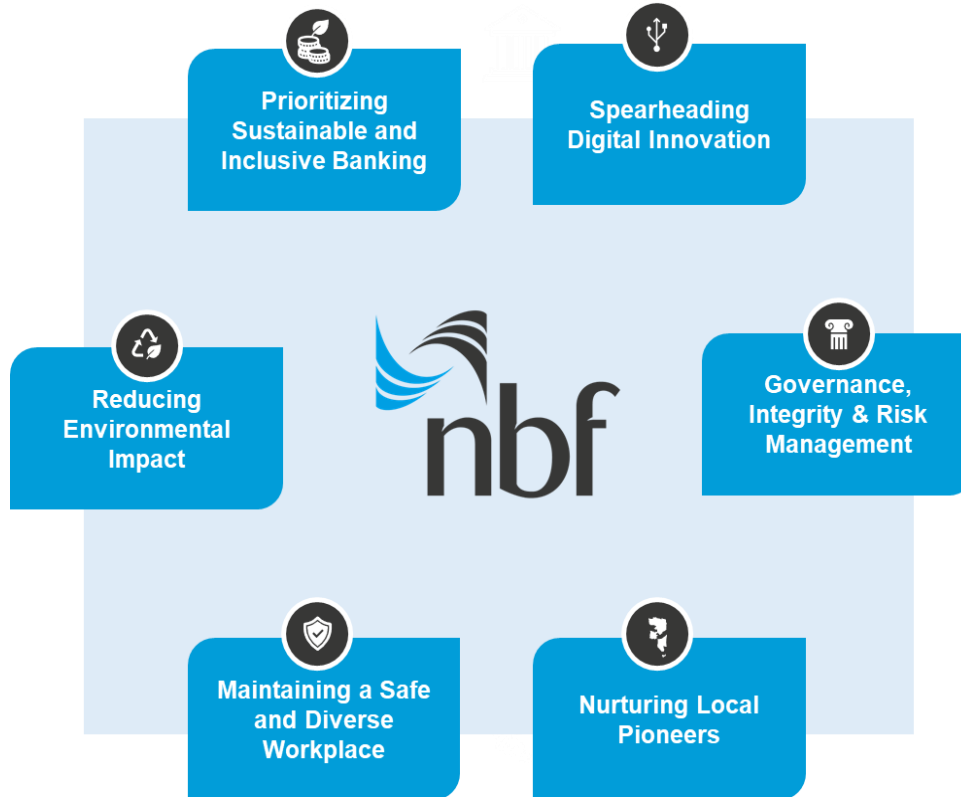 Prioritizing
Sustainable and
Inclusive Banking
Spearheading
Digital Innovation
Reducing
Environmental
Impact
nbf
Governance,
Integrity & Risk
Management
Maintaining a Safe
and Diverse
Workplace
Nurturing Local
Pioneers